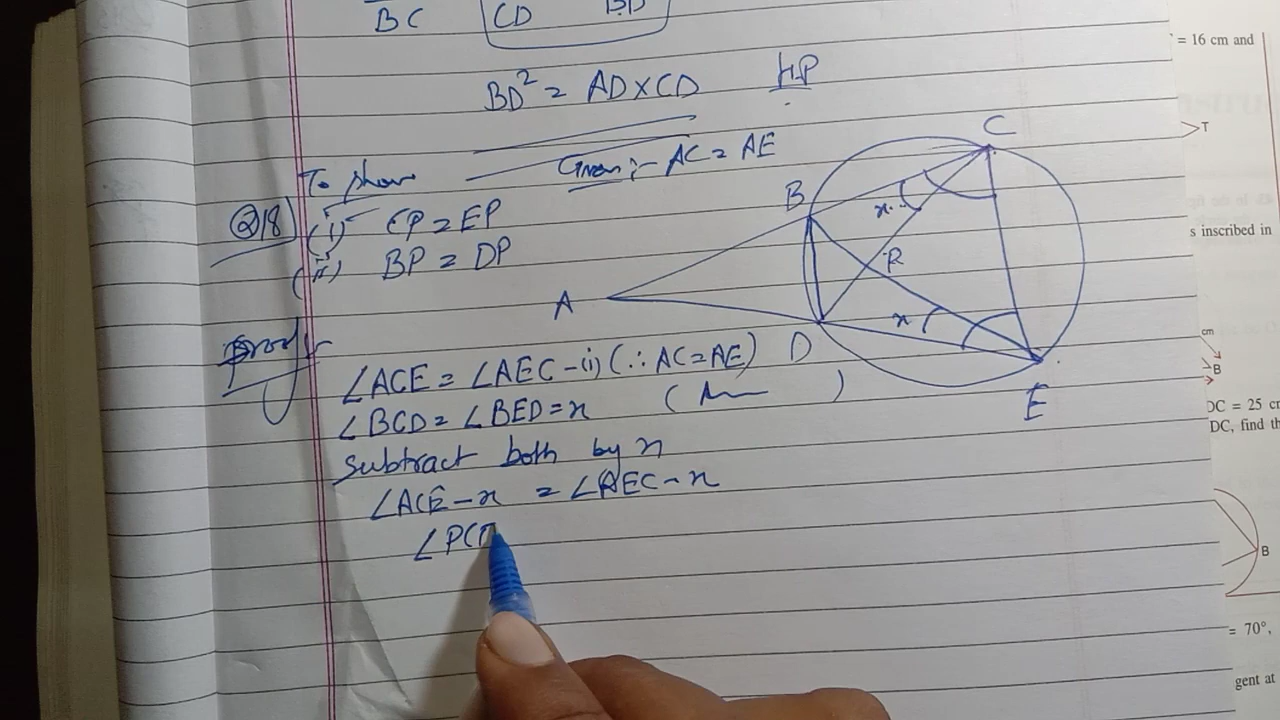 BC CD BD
BD² = AD×CD HP
To show Given :- AC = AE
Q18) (i) CP = EP
(ii) BP = DP
A
B
C
P
x
x
D
E
Proof
∠ACE = ∠AEC -(i) (∵ AC = AE)
∠BCD = ∠BED = x ( )
subtract both by x
∠ACE - x = ∠AEC - x
∠PC
= 16 cm and
T
s inscribed in
cm
B
DC = 25 cm
DC, find th
B
= 70°,
gent at